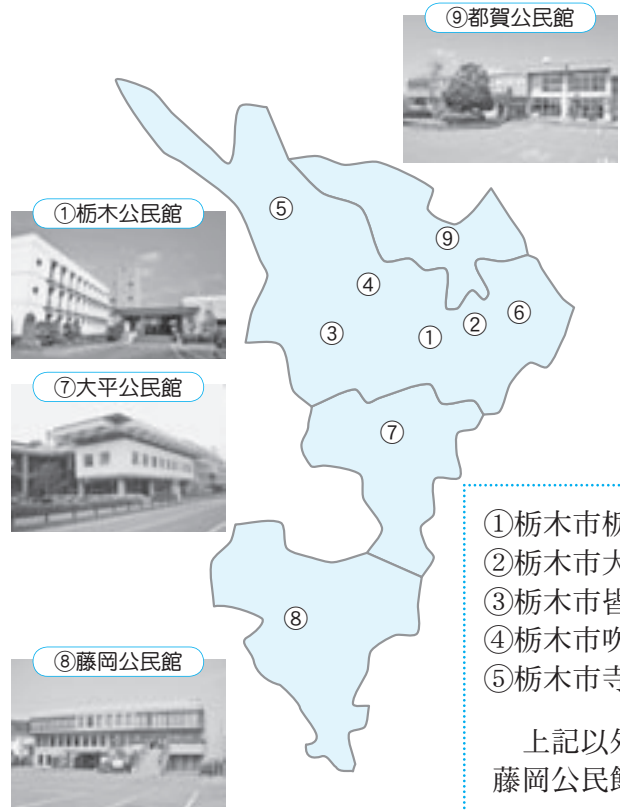 ⑨都賀公民館
①栃木公民館
⑦大平公民館
⑧藤岡公民館
⑤
⑨
④
③
①
②
⑥
⑦
⑧
①栃木市栃
②栃木市大
③栃木市皆
④栃木市吹
⑤栃木市寺
上記以外
藤岡公民館